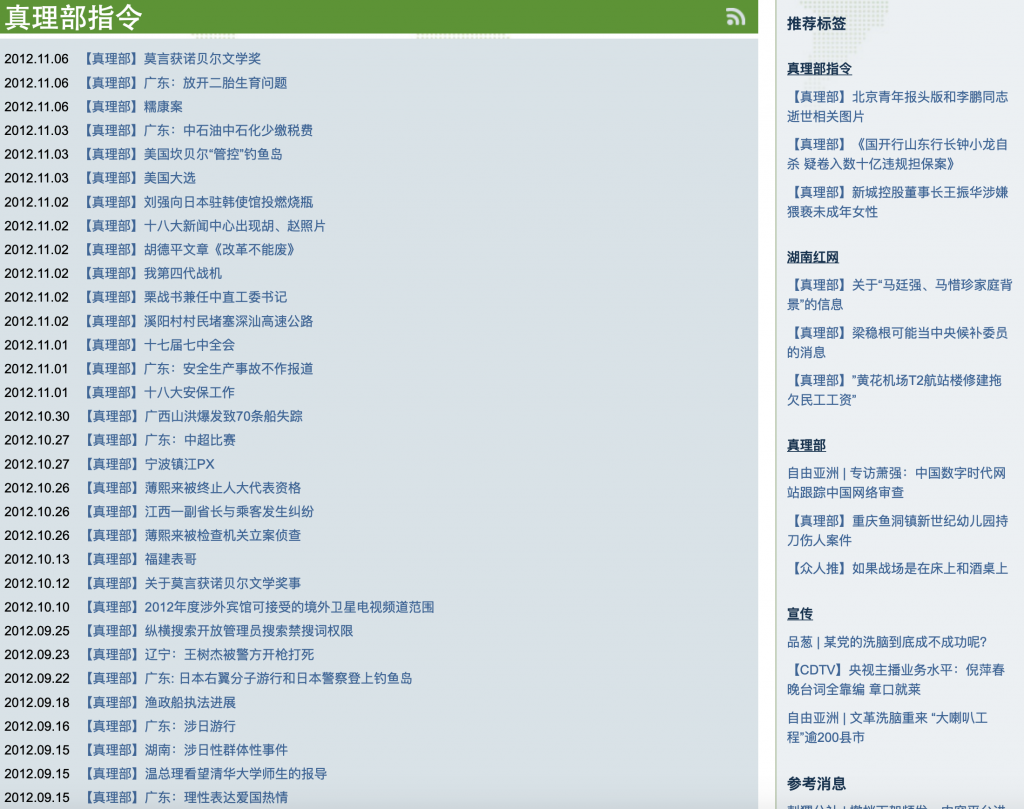 真理部指令
2012.11.06 【真理部】莫言获诺贝尔文学奖
2012.11.06 【真理部】广东：放开二胎生育问题
2012.11.06 【真理部】糯康案
2012.11.03 【真理部】广东：中石油中石化少缴税费
2012.11.03 【真理部】美国坎贝尔“管控”钓鱼岛
2012.11.03 【真理部】美国大选
2012.11.02 【真理部】刘强向日本驻韩使馆投燃烧瓶
2012.11.02 【真理部】十八大新闻中心出现胡、赵照片
2012.11.02 【真理部】胡德平文章《改革不能废》
2012.11.02 【真理部】我第四代战机
2012.11.02 【真理部】栗战书兼任中直工委书记
2012.11.02 【真理部】溪阳村村民堵塞深汕高速公路
2012.11.01 【真理部】十七届七中全会
2012.11.01 【真理部】广东：安全生产事故不作报道
2012.11.01 【真理部】十八大安保工作
2012.10.30 【真理部】广西山洪爆发致70条船失踪
2012.10.27 【真理部】广东：中超比赛
2012.10.27 【真理部】宁波镇江PX
2012.10.26 【真理部】薄熙来被终止人大代表资格
2012.10.26 【真理部】江西一副省长与乘客发生纠纷
2012.10.26 【真理部】薄熙来被检查机关立案侦查
2012.10.13 【真理部】福建表哥
2012.10.12 【真理部】关于莫言获诺贝尔文学奖事
2012.10.10 【真理部】2012年度涉外宾馆可接受的境外卫星电视频道范围
2012.09.25 【真理部】纵横搜索开放管理员搜索禁搜词权限
2012.09.23 【真理部】辽宁：王树杰被警方开枪打死
2012.09.22 【真理部】广东: 日本右翼分子游行和日本警察登上钓鱼岛
2012.09.18 【真理部】渔政船执法进展
2012.09.16 【真理部】广东：涉日游行
2012.09.15 【真理部】湖南：涉日性群体性事件
2012.09.15 【真理部】温总理看望清华大学师生的报导
2012.09.15 【真理部】广东：理性表达爱国热情
推荐标签
真理部指令
【真理部】北京青年报头版和李鹏同志
逝世相关图片
【真理部】《国开行山东行长钟小龙自
杀 疑卷入数十亿违规担保案》
【真理部】新城控股董事长王振华涉嫌
猥亵未成年女性
湖南红网
【真理部】关于“马廷强、马惜珍家庭背
景”的信息
【真理部】梁稳根可能当中央候补委员
的消息
【真理部】”黄花机场T2航站楼修建拖
欠民工工资”
真理部
自由亚洲 | 专访萧强：中国数字时代网
站跟踪中国网络审查
【真理部】重庆鱼洞镇新世纪幼儿园持
刀伤人案件
【众人推】如果战场是在床上和酒桌上
宣传
品葱 | 某党的洗脑到底成不成功呢?
【CDTV】央视主播业务水平：倪萍春
晚台词全靠编 章口就莱
自由亚洲 | 文革洗脑重来 “大喇叭工
程”逾200县市
参考消息